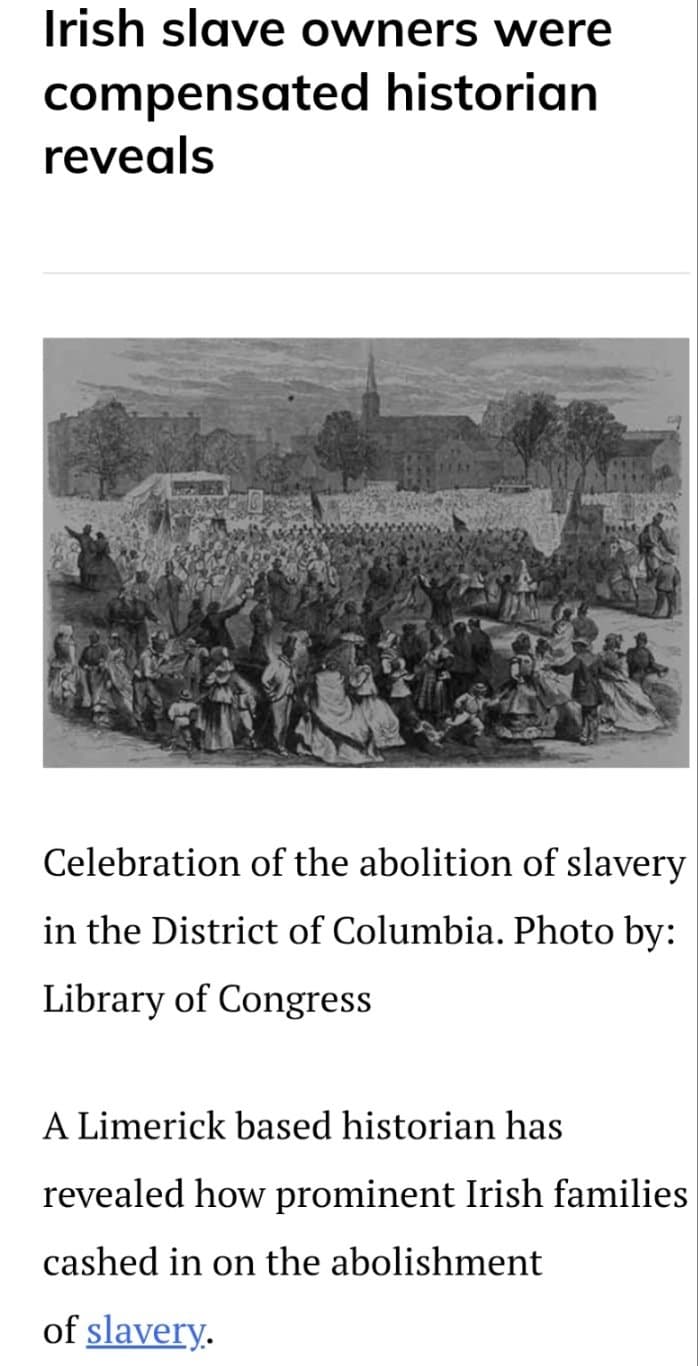 Irish slave owners were
compensated historian
reveals
Celebration of the abolition of slavery
in the District of Columbia. Photo by:
Library of Congress
A Limerick based historian has
revealed how prominent Irish families
cashed in on the abolishment
of slavery.